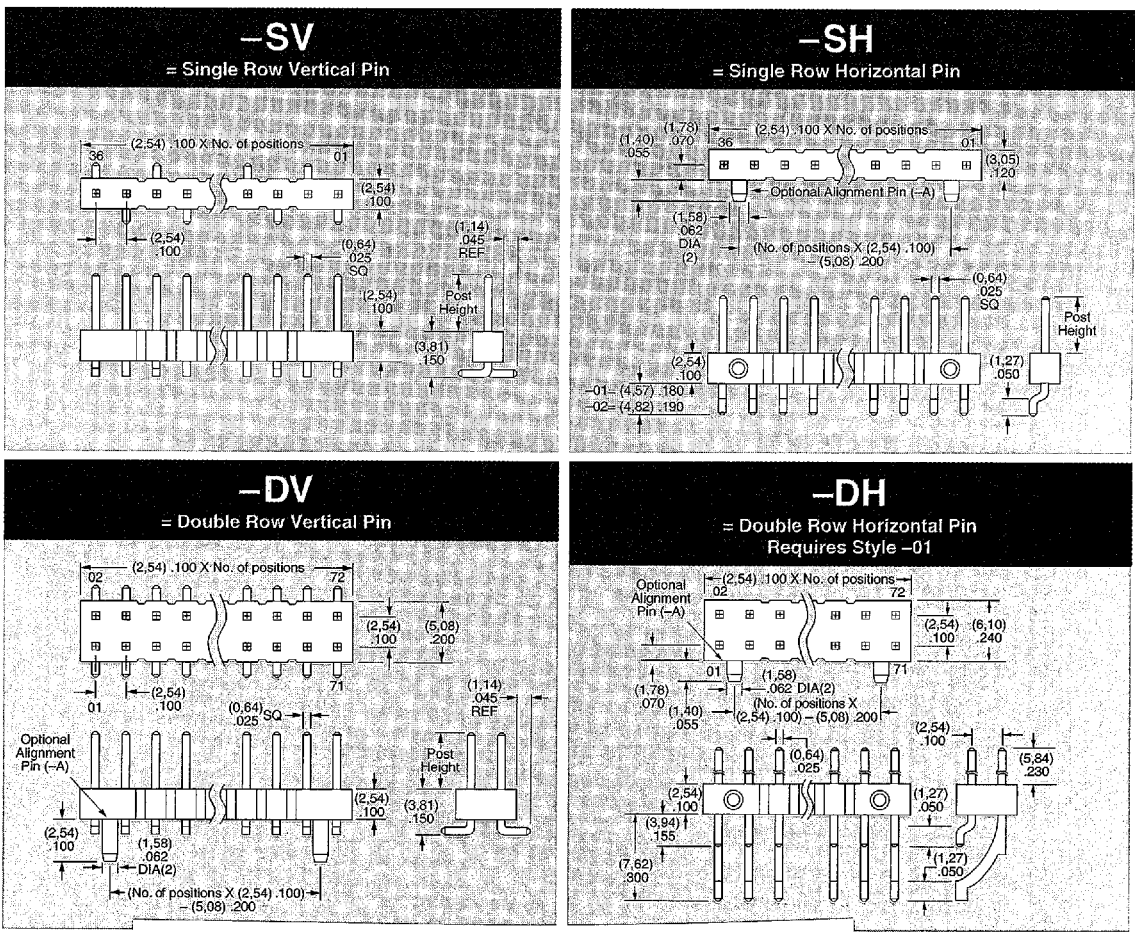 –SV
= Single Row Vertical Pin
(2,54) .100 X No. of positions
36
01
(2,54)
.100
(2,54)
.100
(0,64)
.025
SQ
(1,14)
.045
REF
(2,54)
.100
Post
Height
(3,81)
.150
–SH
= Single Row Horizontal Pin
(1,78)
.070
(2,54) .100 X No. of positions
(1,40)
.055
36
01
(3,05)
.120
Optional Alignment Pin (–A)
(1,58)
.062
DIA
(2)
(No. of positions X (2,54) .100)
– (5,08) .200
(0,64)
.025
SQ
Post
Height
(2,54)
.100
(1,27)
.050
–01= (4,57) .180
–02= (4,82) .190
–DV
= Double Row Vertical Pin
(2,54) .100 X No. of positions
02
72
(2,54)
.100
(5,08)
.200
01
71
(2,54)
.100
(1,14)
.045
REF
(0,64)
.025
SQ
Optional
Alignment
Pin (–A)
Post
Height
(2,54)
.100
(3,81)
.150
(2,54)
.100
(1,58)
.062
DIA(2)
(No. of positions X (2,54) .100)
– (5,08) .200
–DH
= Double Row Horizontal Pin
Requires Style –01
Optional
Alignment
Pin (–A)
(2,54) .100 X No. of positions
02
72
(2,54)
.100
(6,10)
.240
01
71
(1,58)
.062 DIA(2)
(1,78)
.070
(1,40)
.055
(No. of positions X
(2,54) .100) – (5,08) .200
(0,64)
.025
(2,54)
.100
(5,84)
.230
(2,54)
.100
(1,27)
.050
(3,94)
.155
(7,62)
.300
(1,27)
.050